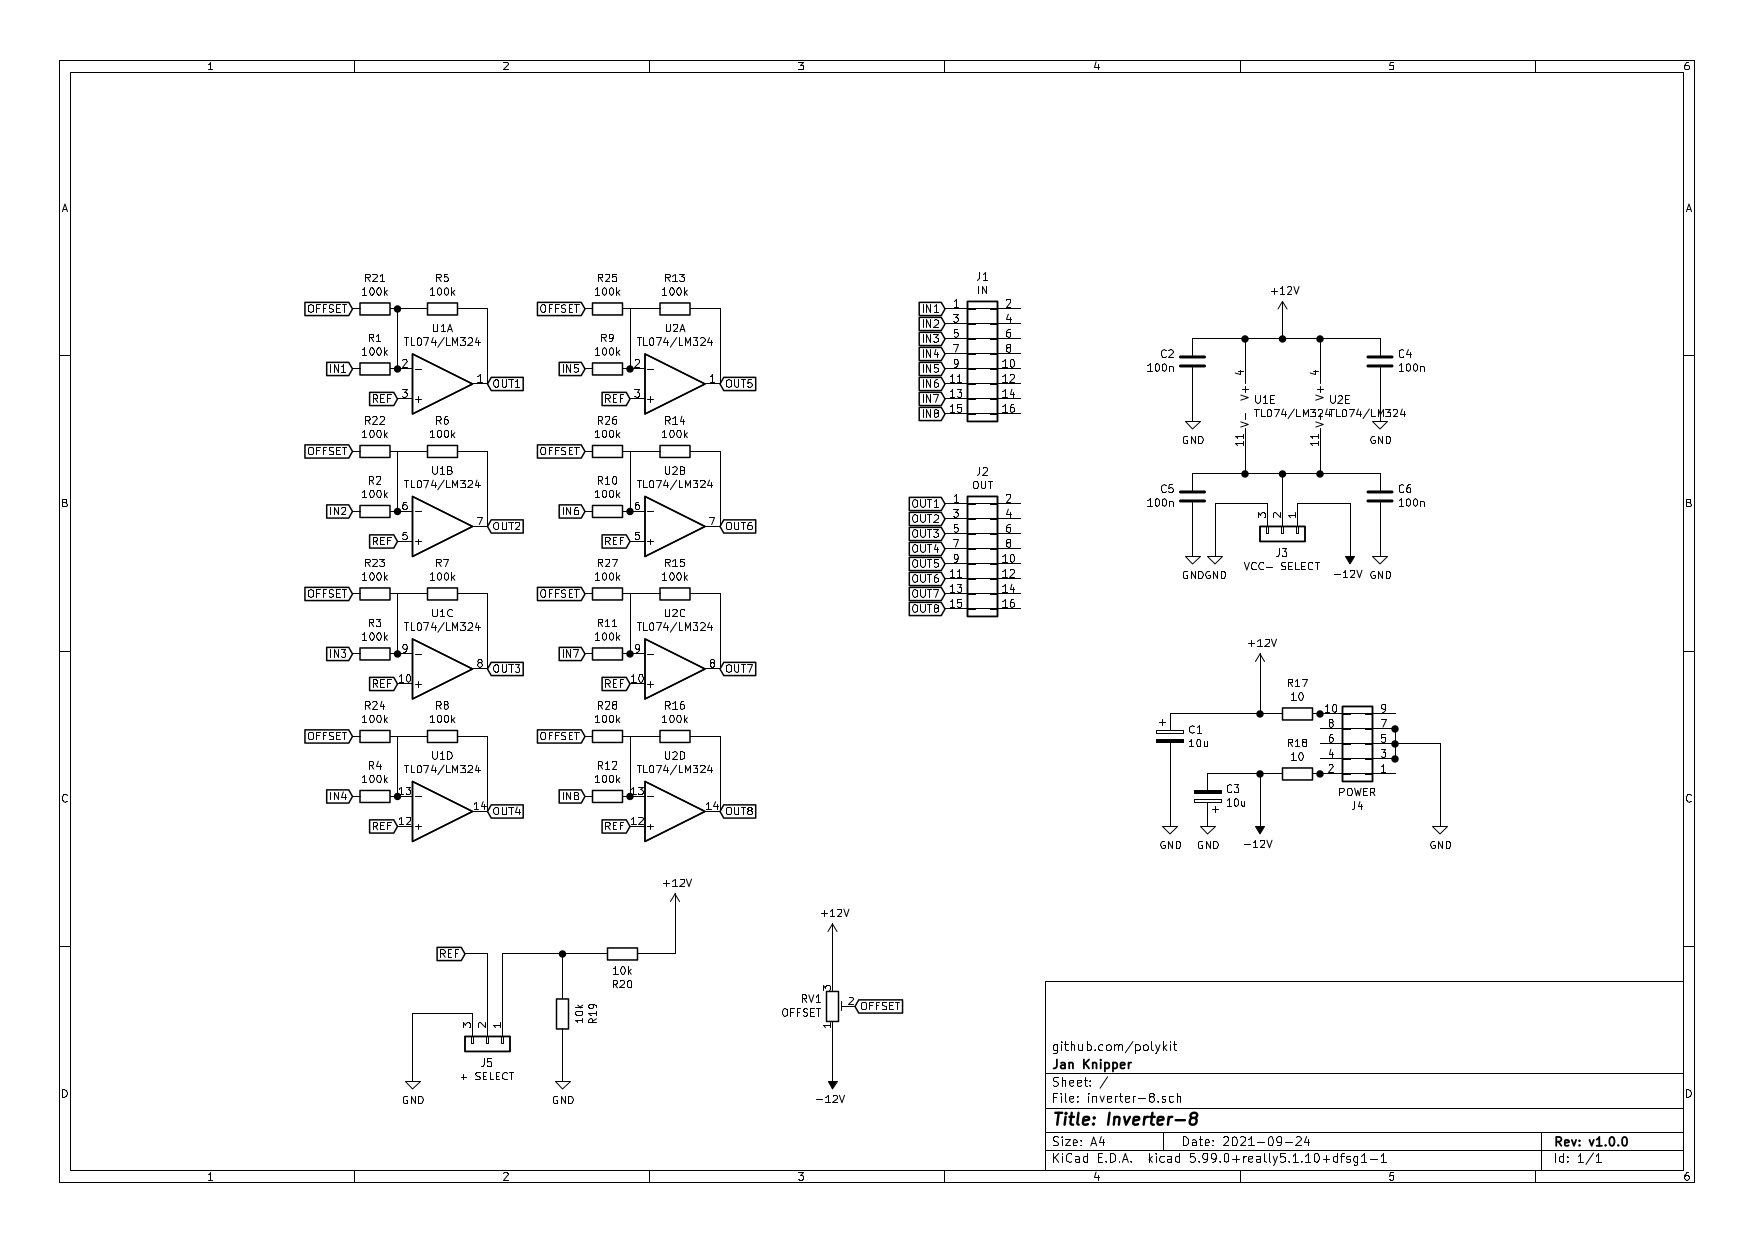 1 2 3 4 5 6
A A
B B
C C
D D
R21
100k
R5
100k
OFFSET
U1A
TL074/LM324
R1
100k
IN1
2
−
1
OUT1
REF
3
+
R22
100k
R6
100k
OFFSET
U1B
TL074/LM324
R2
100k
IN2
6
−
7
OUT2
REF
5
+
R23
100k
R7
100k
OFFSET
U1C
TL074/LM324
R3
100k
IN3
9
−
8
OUT3
REF
10
+
R24
100k
R8
100k
OFFSET
U1D
TL074/LM324
R4
100k
IN4
13
−
14
OUT4
REF
12
+
R25
100k
R13
100k
OFFSET
U2A
TL074/LM324
R9
100k
IN5
2
−
1
OUT5
REF
3
+
R26
100k
R14
100k
OFFSET
U2B
TL074/LM324
R10
100k
IN6
6
−
7
OUT6
REF
5
+
R27
100k
R15
100k
OFFSET
U2C
TL074/LM324
R11
100k
IN7
9
−
8
OUT7
REF
10
+
R28
100k
R16
100k
OFFSET
U2D
TL074/LM324
R12
100k
IN8
13
−
14
OUT8
REF
12
+
J1
IN
IN1 1 2
IN2 3 4
IN3 5 6
IN4 7 8
IN5 9 10
IN6 11 12
IN7 13 14
IN8 15 16
J2
OUT
OUT1 1 2
OUT2 3 4
OUT3 5 6
OUT4 7 8
OUT5 9 10
OUT6 11 12
OUT7 13 14
OUT8 15 16
+12V
C2
100n
GND
4
V+
U1E
TL074/LM324
V−
11
4
V+
U2E
TL074/LM324
V−
11
C4
100n
GND
C5
100n
GND
GND
3 2 1
J3
VCC− SELECT
−12V
C6
100n
GND
+12V
R17
10
+
C1
10u
GND
R18
10
C3
10u
+
GND
−12V
10 9
8 7
6 5
4 3
2 1
POWER
J4
GND
+12V
REF
10k
R20
10k
R19
3 2 1
J5
+ SELECT
GND
GND
+12V
3
RV1
OFFSET
2
OFFSET
1
−12V
github.com/polykit
Jan Knipper
Sheet: /
File: inverter−8.sch
Title: Inverter−8
Size: A4 Date: 2021−09−24 Rev: v1.0.0
KiCad E.D.A. kicad 5.99.0+really5.1.10+dfsg1−1 Id: 1/1
1 2 3 4 5 6